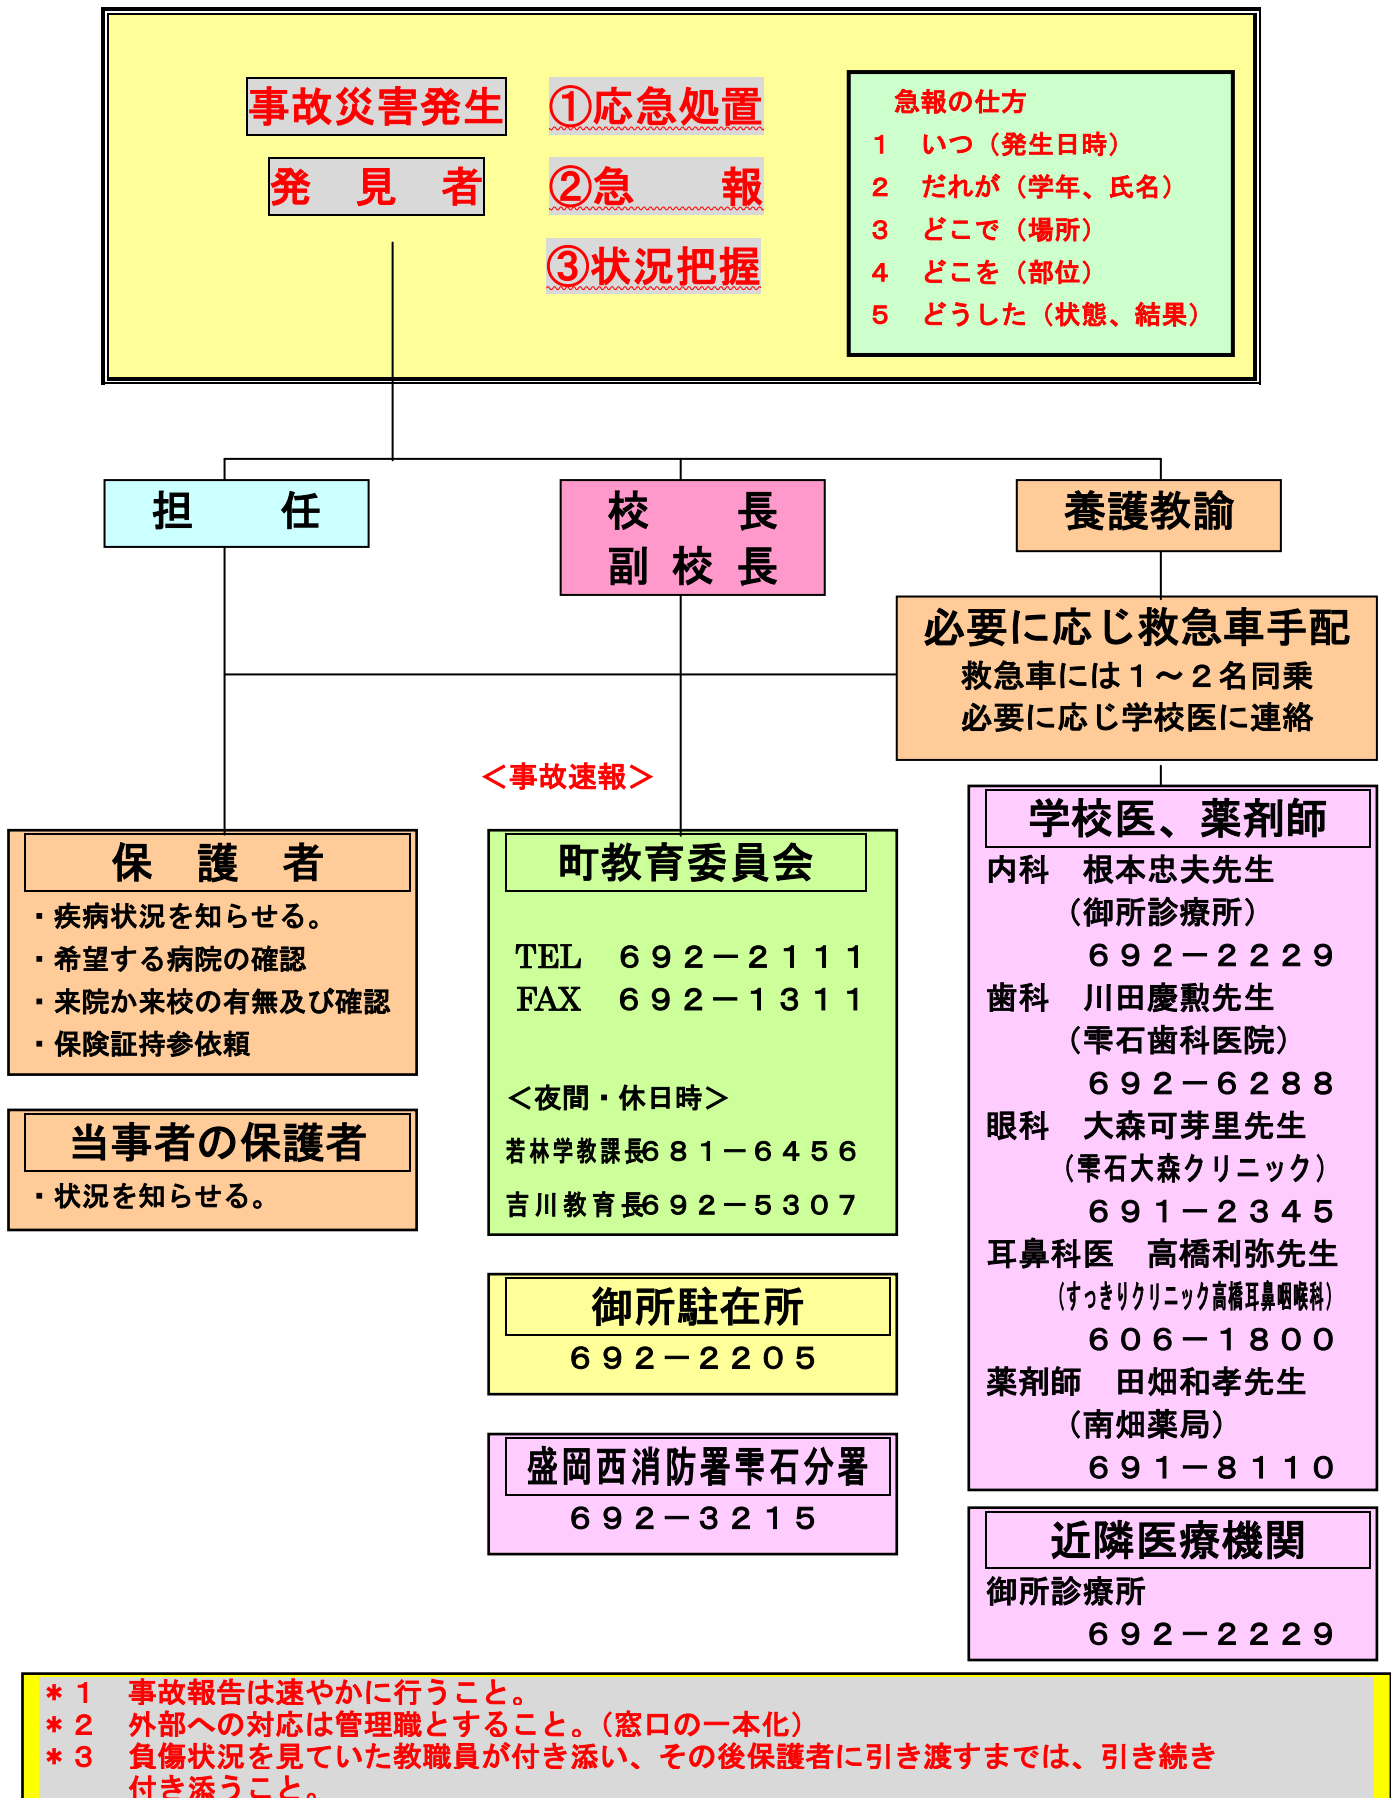 事故災害発生
発　見　者
①応急処置
②急　　報
③状況把握
急報の仕方
１　いつ（発生日時）
２　だれが（学年、氏名）
３　どこで（場所）
４　どこを（部位）
５　どうした（状態、結果）
担　　任
校　　長
副 校 長
養護教諭
必要に応じ救急車手配
救急車には１～２名同乗
必要に応じ学校医に連絡
＜事故速報＞
保　護　者
・疾病状況を知らせる。
・希望する病院の確認
・来院か来校の有無及び確認
・保険証持参依頼
当事者の保護者
・状況を知らせる。
町教育委員会
TEL　６９２－２１１１
FAX　６９２－１３１１
＜夜間・休日時＞
若林学教課長６８１－６４５６
吉川教育長６９２－５３０７
御所駐在所
６９２－２２０５
盛岡西消防署雫石分署
６９２－３２１５
学校医、薬剤師
内科　根本忠夫先生
（御所診療所）
６９２－２２２９
歯科　川田慶勲先生
（雫石歯科医院）
６９２－６２８８
眼科　大森可芽里先生
（雫石大森クリニック）
６９１－２３４５
耳鼻科医　高橋利弥先生
（すっきりクリニック高橋耳鼻咽喉科）
６０６－１８００
薬剤師　田畑和孝先生
（南畑薬局）
６９１－８１１０
近隣医療機関
御所診療所
６９２－２２２９
＊１　事故報告は速やかに行うこと。
＊２　外部への対応は管理職とすること。（窓口の一本化）
＊３　負傷状況を見ていた教職員が付き添い、その後保護者に引き渡すまでは、引き続き
付き添うこと。